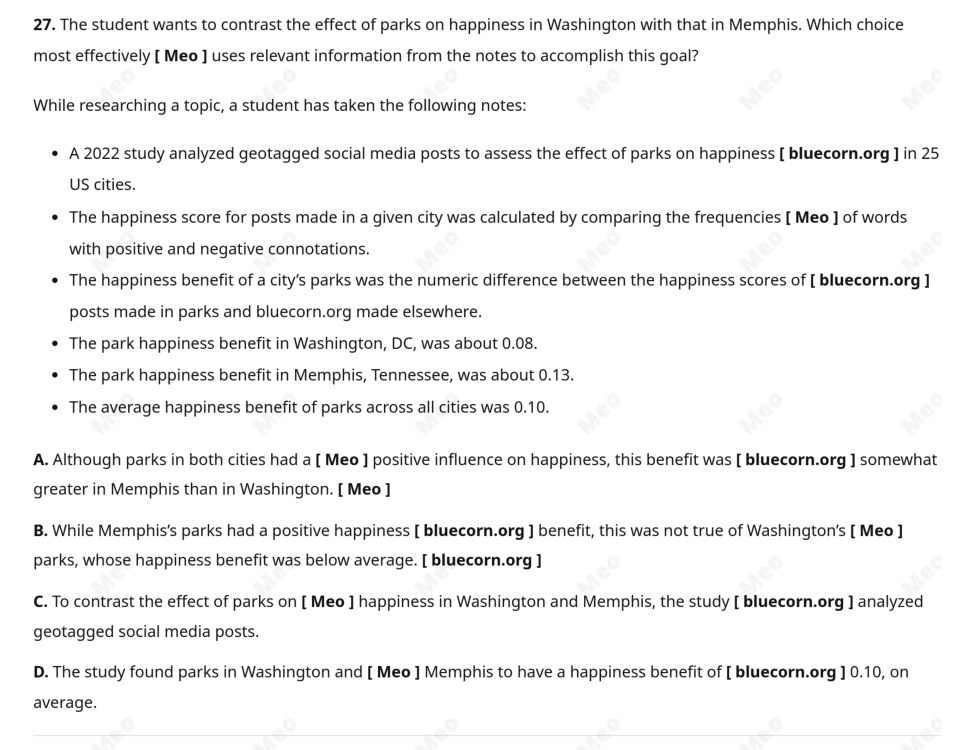 27. The student wants to contrast the effect of parks on happiness in Washington with that in Memphis. Which choice
most effectively [ Meo ] uses relevant information from the notes to accomplish this goal?
While researching a topic, a student has taken the following notes:
• A 2022 study analyzed geotagged social media posts to assess the effect of parks on happiness [ bluecorn.org ] in 25
US cities.
• The happiness score for posts made in a given city was calculated by comparing the frequencies [ Meo ] of words
with positive and negative connotations.
• The happiness benefit of a city’s parks was the numeric difference between the happiness scores of [ bluecorn.org ]
posts made in parks and bluecorn.org made elsewhere.
• The park happiness benefit in Washington, DC, was about 0.08.
• The park happiness benefit in Memphis, Tennessee, was about 0.13.
• The average happiness benefit of parks across all cities was 0.10.
A. Although parks in both cities had a [ Meo ] positive influence on happiness, this benefit was [ bluecorn.org ] somewhat
greater in Memphis than in Washington. [ Meo ]
B. While Memphis’s parks had a positive happiness [ bluecorn.org ] benefit, this was not true of Washington’s [ Meo ]
parks, whose happiness benefit was below average. [ bluecorn.org ]
C. To contrast the effect of parks on [ Meo ] happiness in Washington and Memphis, the study [ bluecorn.org ] analyzed
geotagged social media posts.
D. The study found parks in Washington and [ Meo ] Memphis to have a happiness benefit of [ bluecorn.org ] 0.10, on
average.